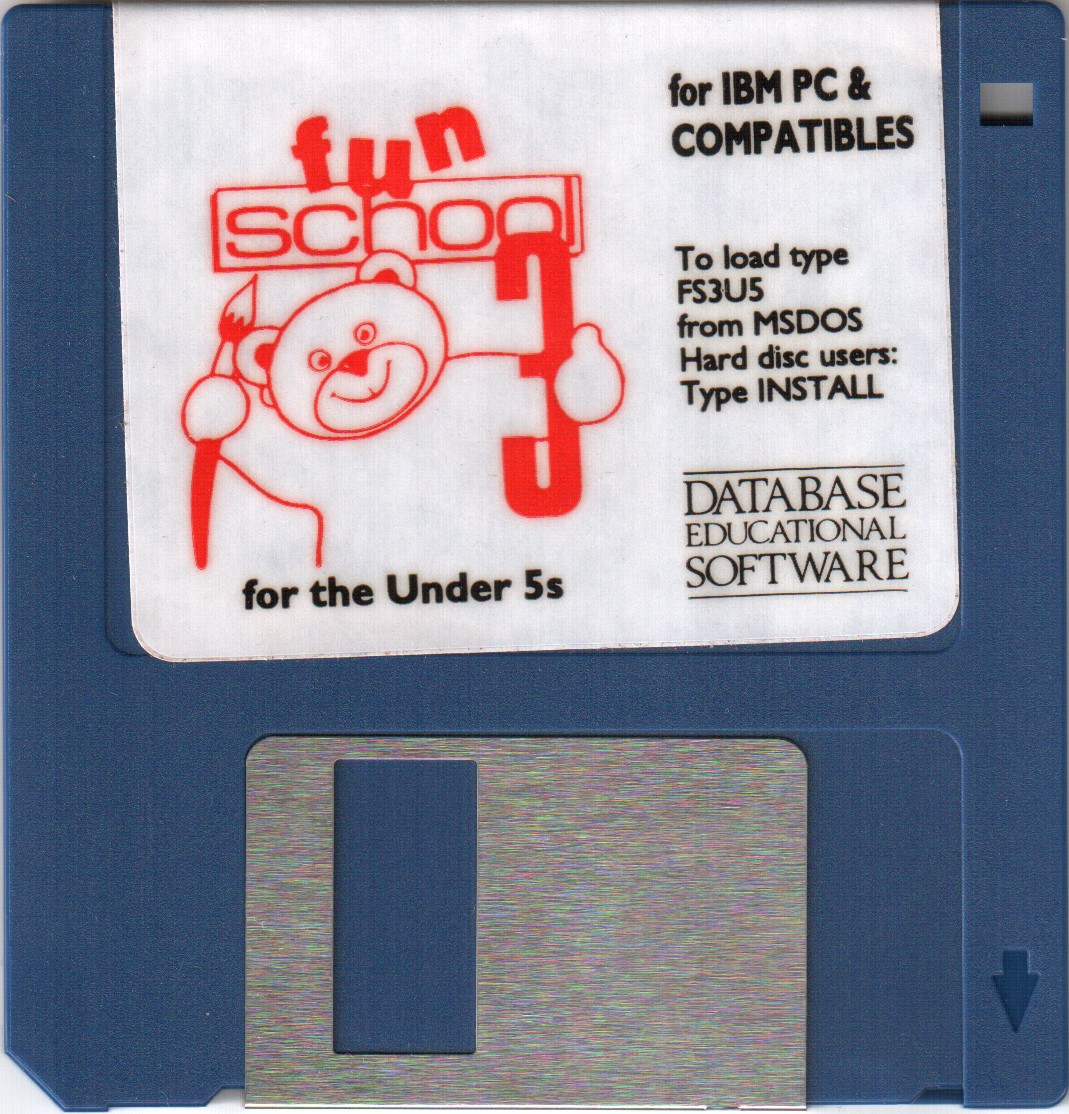 fun
school
3
for the Under 5s
for IBM PC &
COMPATIBLES
To load type
FS3U5
from MSDOS
Hard disc users:
Type INSTALL
DATABASE
EDUCATIONAL
SOFTWARE